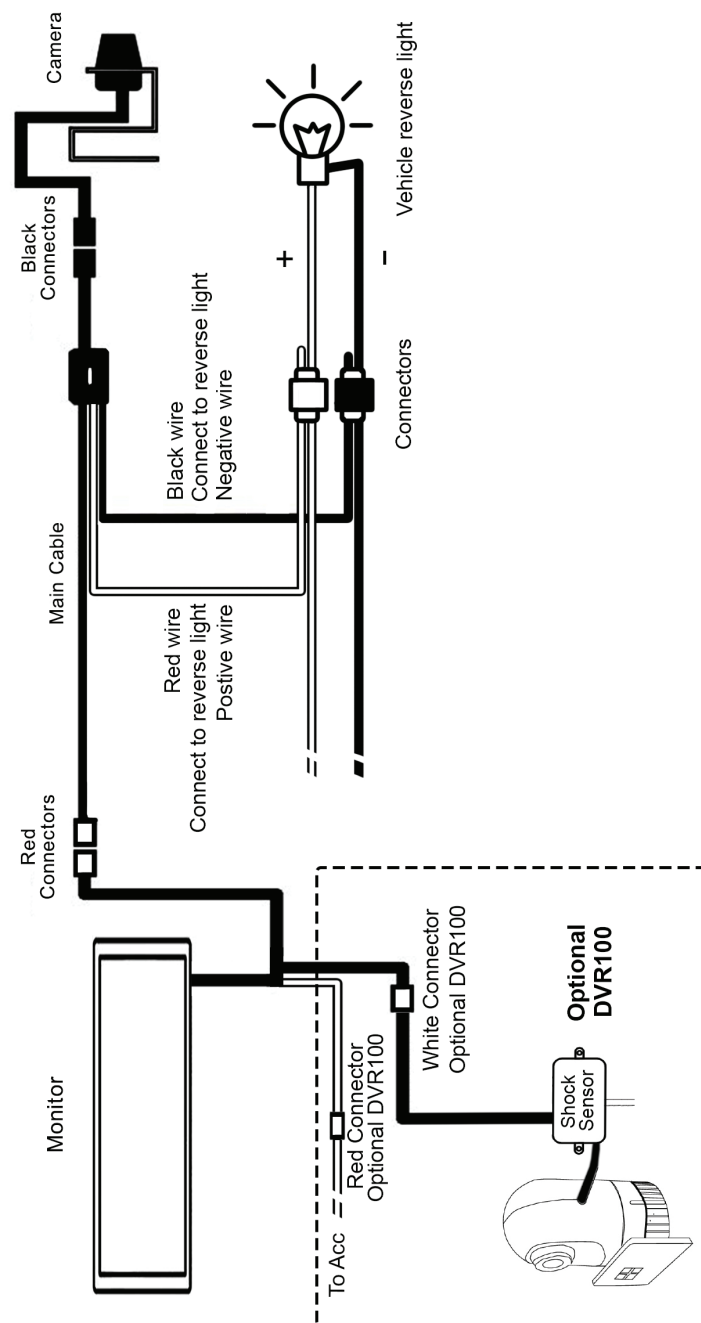 Monitor
Red
Connectors
Main Cable
Black
Connectors
Camera
Red wire
Connect to reverse light
Postive wire
Black wire
Connect to reverse light
Negative wire
+
−
Vehicle reverse light
Connectors
To Acc
Red Connector
Optional DVR100
White Connector
Optional DVR100
Optional
DVR100
Shock
Sensor